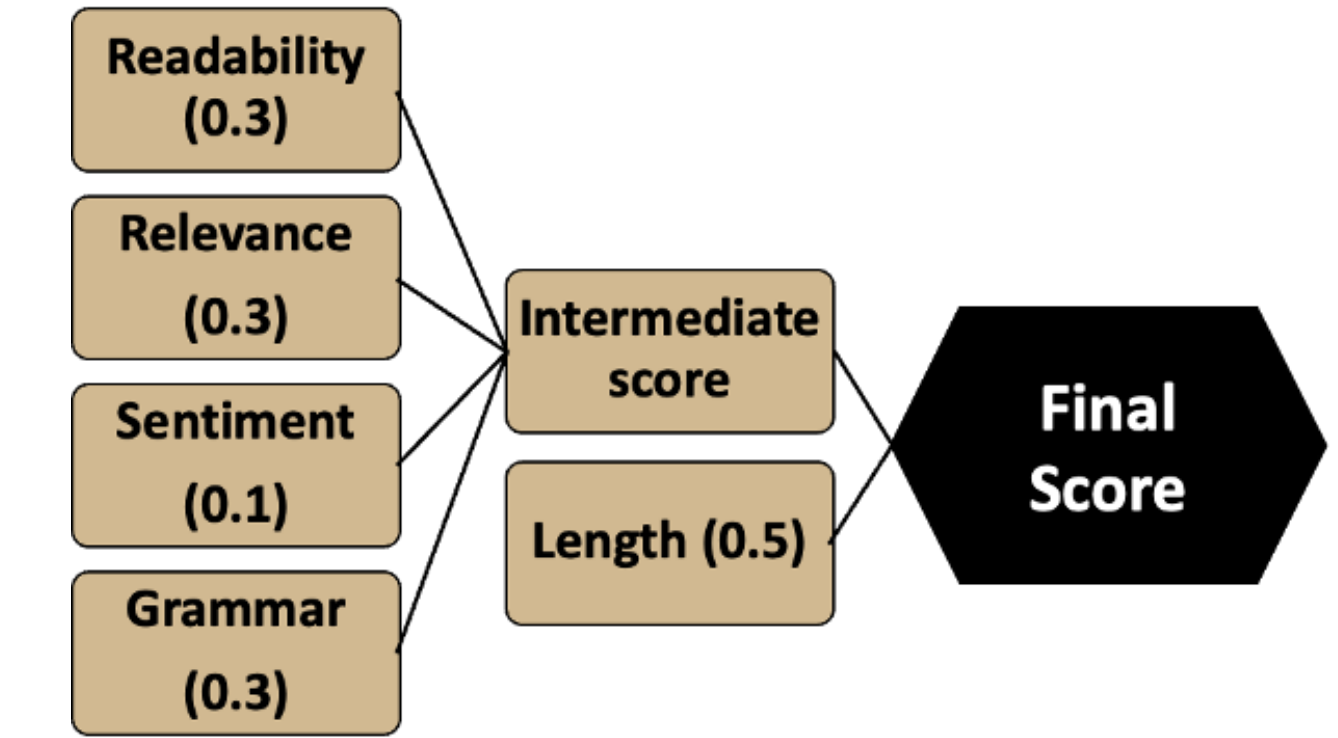 Readability
(0.3)
Relevance
(0.3)
Sentiment
(0.1)
Grammar
(0.3)
Intermediate
score
Length (0.5)
Final
Score